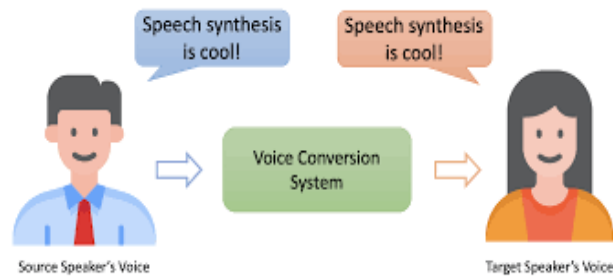 Speech synthesis
is cool!
Speech synthesis
is cool!
Voice Conversion
System
Source Speaker's Voice
Target Speaker's Voice